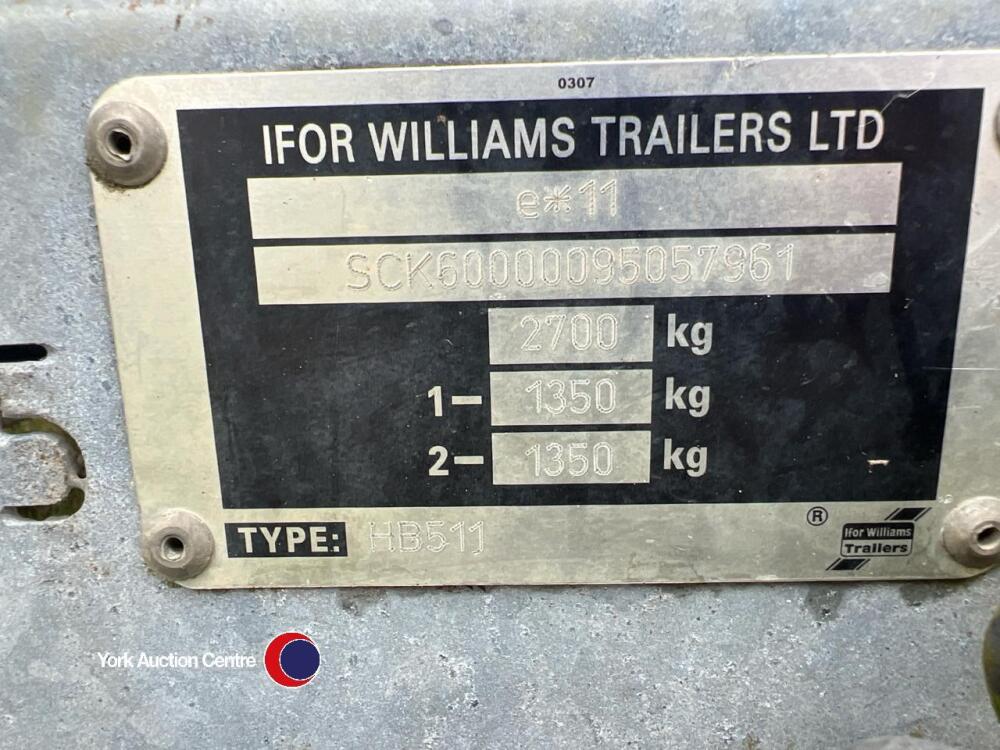 0307
IFOR WILLIAMS TRAILERS LTD
e*11
SCK60000095057961
2700 kg
1- 1350 kg
2- 1350 kg
TYPE: HB511
®
Ifor Williams
Trailers
York Auction Centre